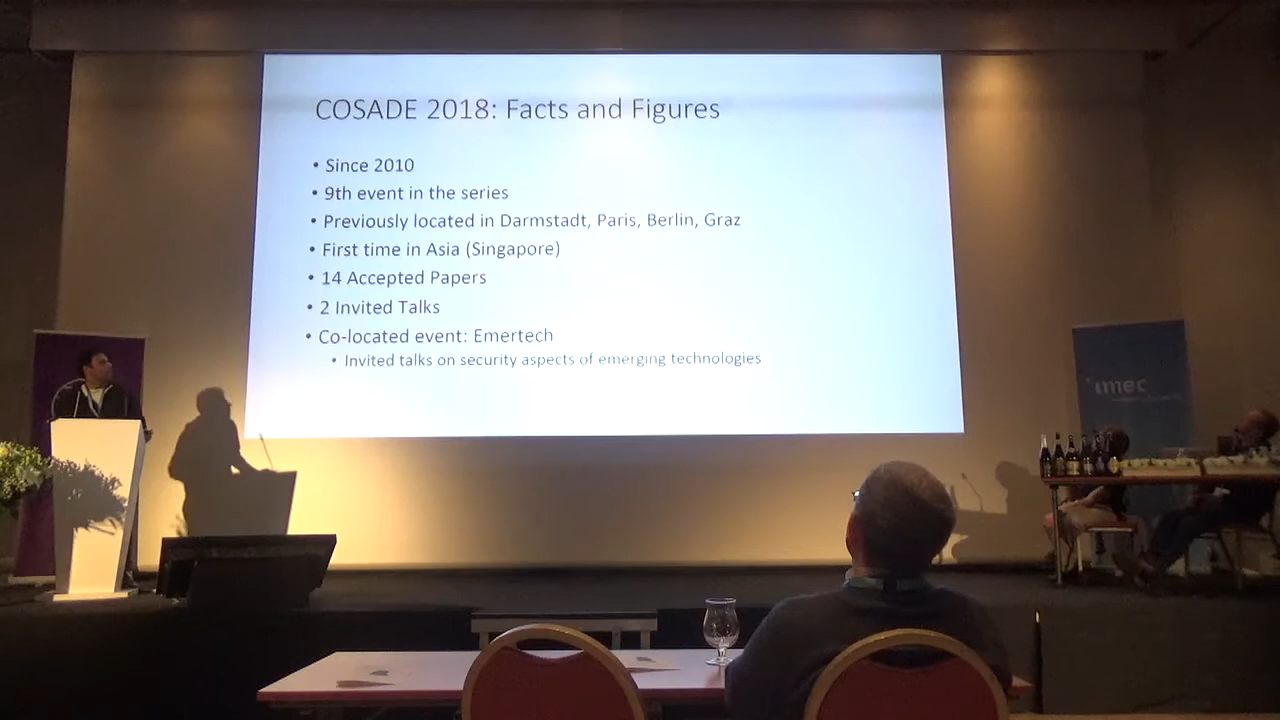 COSADE 2018: Facts and Figures
• Since 2010
• 9th event in the series
• Previously located in Darmstadt, Paris, Berlin, Graz
• First time in Asia (Singapore)
• 14 Accepted Papers
• 2 Invited Talks
• Co-located event: Emertech
• Invited talks on security aspects of emerging technologies
imec